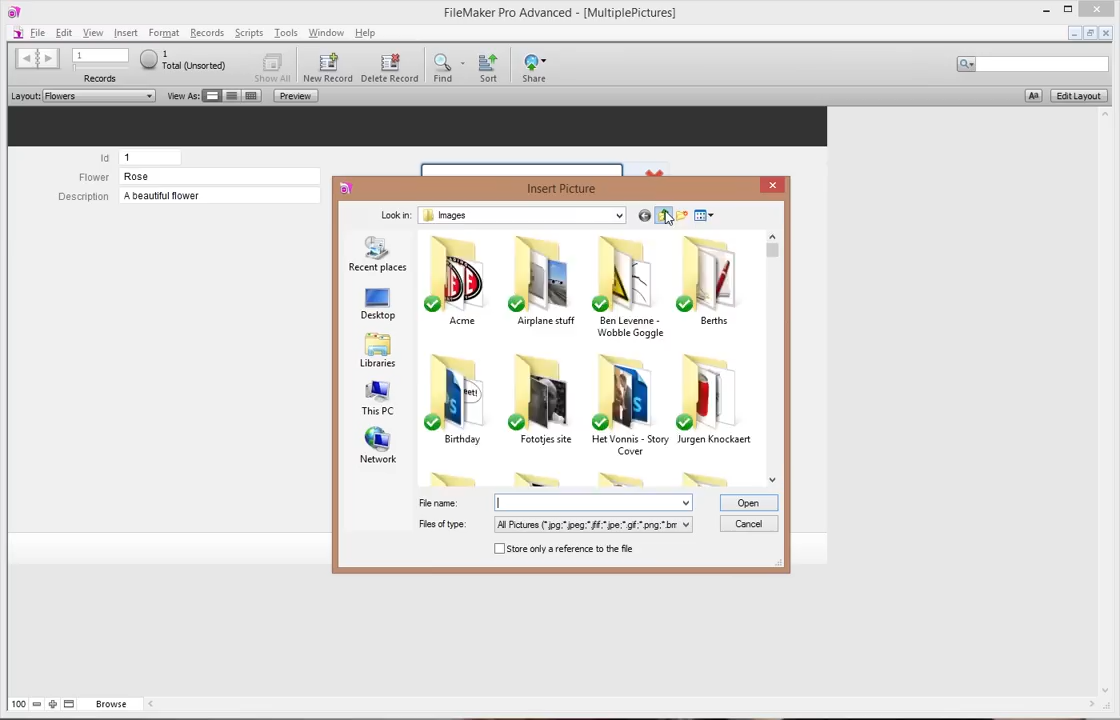 FileMaker Pro Advanced - [MultiplePictures]
File Edit View Insert Format Records Scripts Tools Window Help
1
1
Total (Unsorted)
Records
Show All
New Record
Delete Record
Find
Sort
Share
Layout: Flowers
View As:
Preview
Aa
Edit Layout
Id 1
Flower Rose
Description A beautiful flower
Insert Picture
Look in: Images
Recent places
Desktop
Libraries
This PC
Network
Acme
Airplane stuff
Ben Levenne -
Wobble Goggle
Berths
Birthday
Fototjes site
Het Vonnis - Story
Cover
Jurgen Knockaert
File name:
Open
Files of type: All Pictures (*.jpg;*.jpeg;*.jfif;*.jpe;*.gif;*.png;*.bm
Cancel
Store only a reference to the file
100
Browse